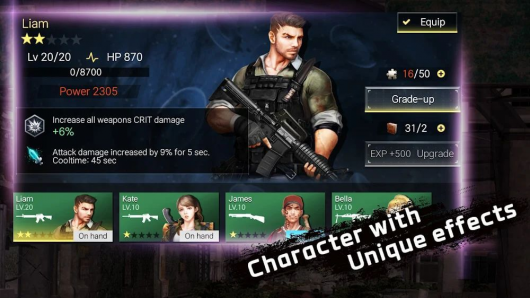 Liam
Equip
Lv 20/20
HP 870
0/8700
Power 2305
16/50
Grade-up
31/2
EXP +500 Upgrade
Increase all weapons CRIT damage
+6%
Attack damage increased by 9% for 5 sec.
Cooltime: 45 sec
Liam
LV.20
On hand
Kate
LV.10
On hand
James
LV.10
Bella
LV.10
Character with
Unique effects